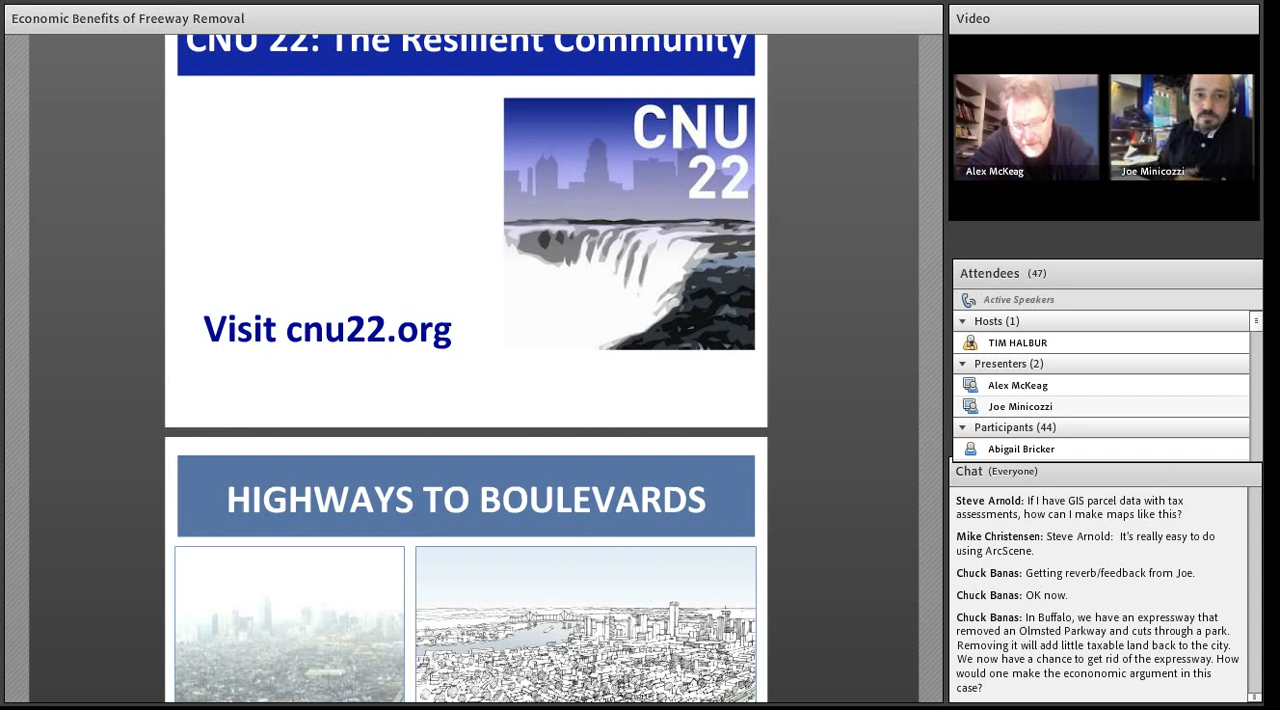 Economic Benefits of Freeway Removal
CNU 22: The Resilient Community
CNU
22
Visit cnu22.org
HIGHWAYS TO BOULEVARDS
Video
Alex McKeag
Joe Minicozzi
Attendees (47)
Active Speakers
Hosts (1)
TIM HALBUR
Presenters (2)
Alex McKeag
Joe Minicozzi
Participants (44)
Abigail Bricker
Chat (Everyone)
Steve Arnold: If I have GIS parcel data with tax
assessments, how can I make maps like this?
Mike Christensen: Steve Arnold: It's really easy to do
using ArcScene.
Chuck Banas: Getting reverb/feedback from Joe.
Chuck Banas: OK now.
Chuck Banas: In Buffalo, we have an expressway that
removed an Olmsted Parkway and cuts through a park.
Removing it will add little taxable land back to the city.
We now have a chance to get rid of the expressway. How
would one make the econonomic argument in this
case?